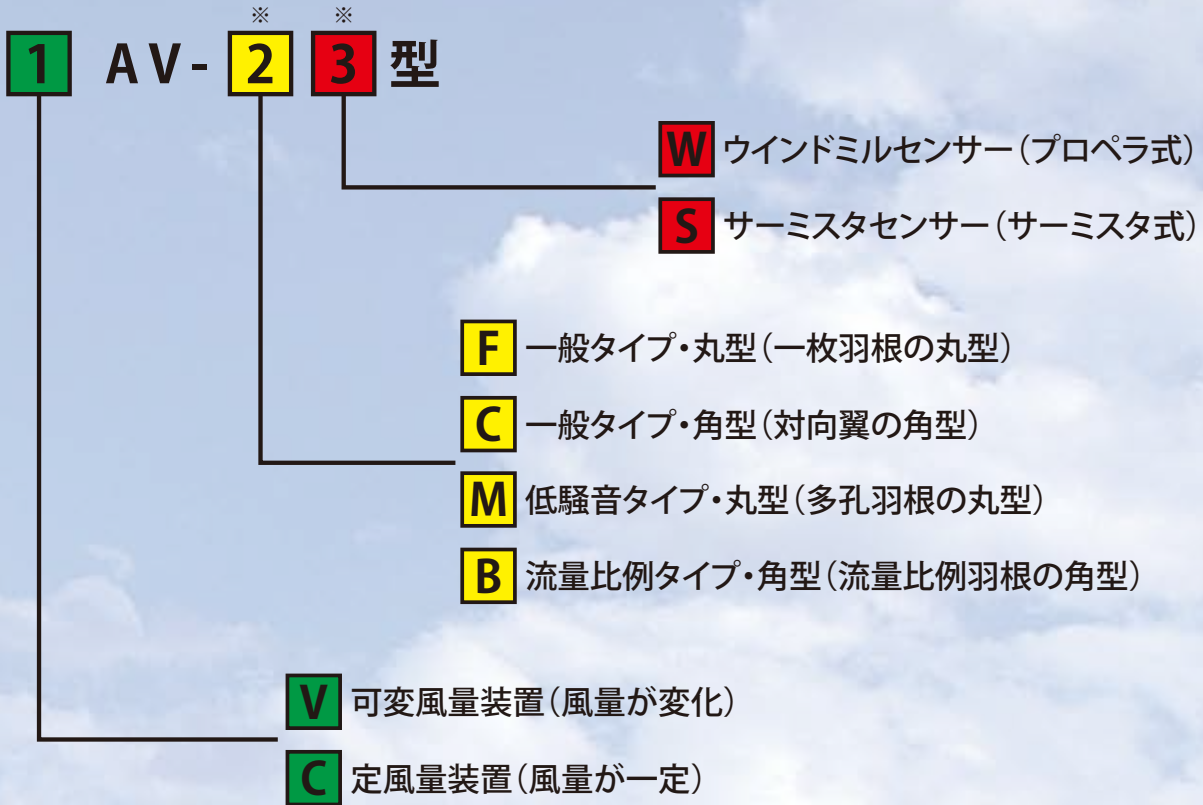 ※ ※
1 AV- 2 3 型
W ウインドミルセンサー(プロペラ式)
S サーミスタセンサー(サーミスタ式)
F 一般タイプ・丸型(一枚羽根の丸型)
C 一般タイプ・角型(対向翼の角型)
M 低騒音タイプ・丸型(多孔羽根の丸型)
B 流量比例タイプ・角型(流量比例羽根の角型)
V 可変風量装置(風量が変化)
C 定風量装置(風量が一定)